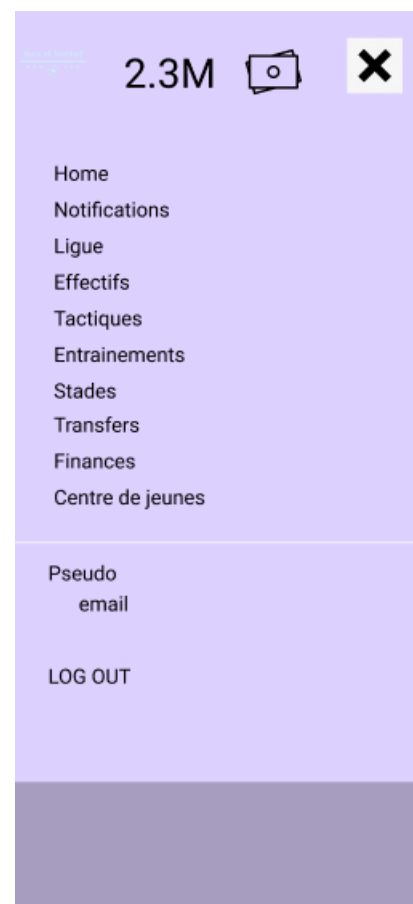 2.3M
Home
Notifications
Ligue
Effectifs
Tactiques
Entrainements
Stades
Transfers
Finances
Centre de jeunes
Pseudo
email
LOG OUT